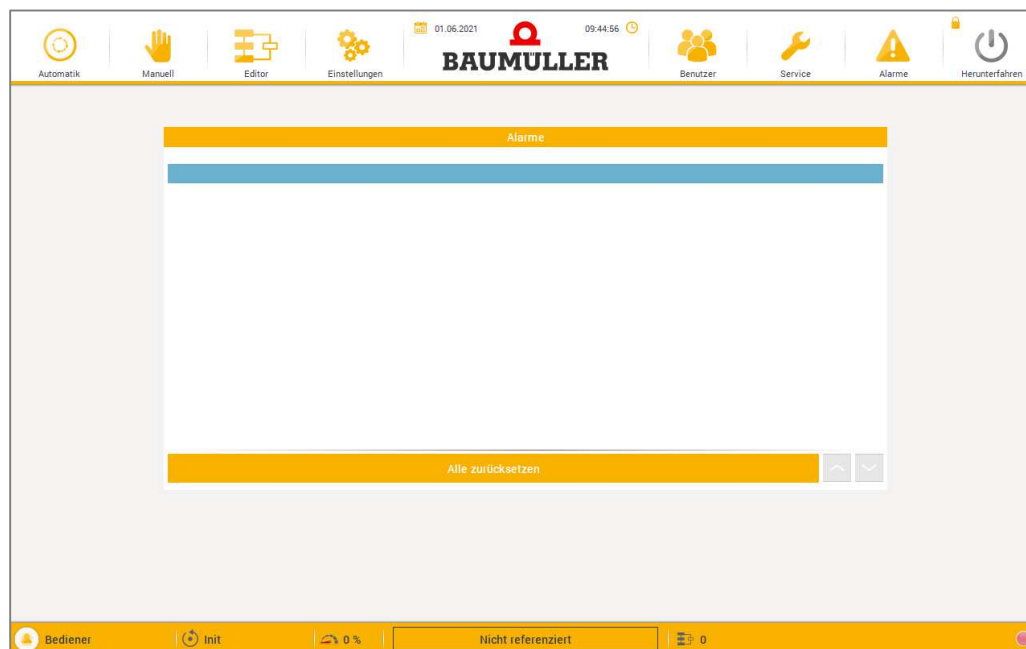 01.06.2021 09:44:56
BAUMÜLLER
Automatik Manuell Editor Einstellungen Benutzer Service Alarme Herunterfahren
Alarme
Alle zurücksetzen
Bediener Init 0 % Nicht referenziert 0